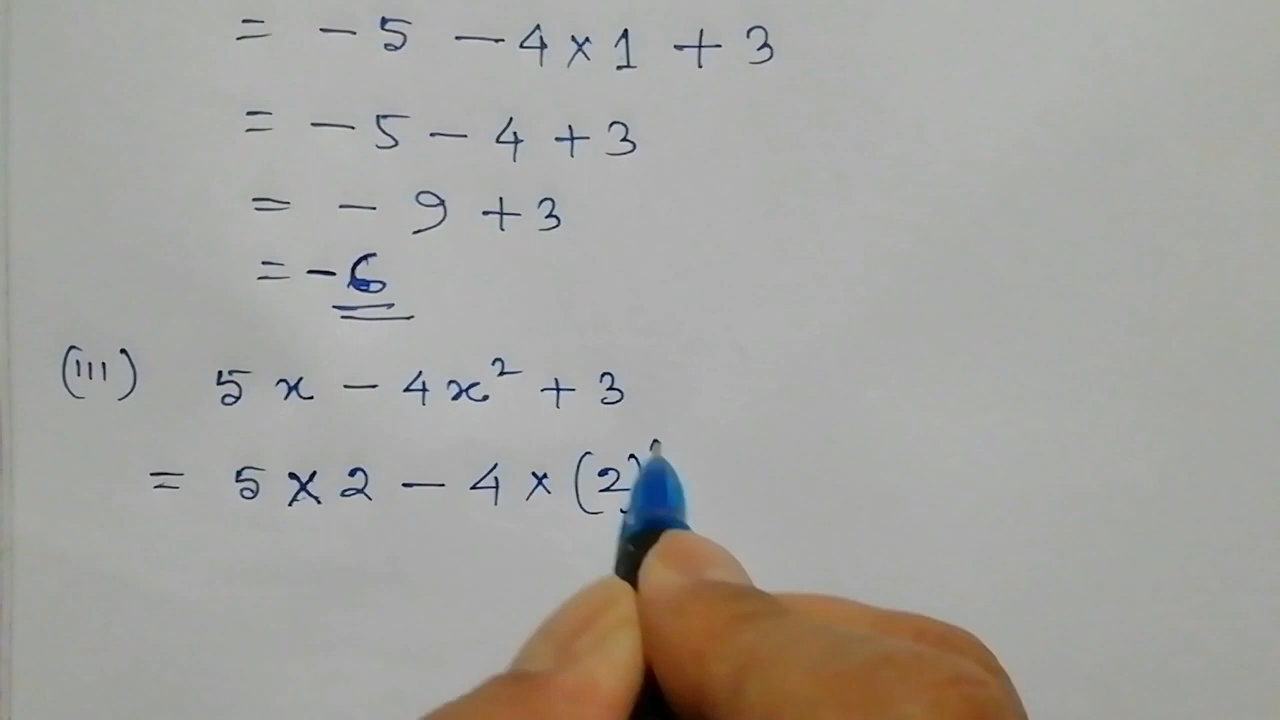 = - 5 - 4 × 1 + 3
= - 5 - 4 + 3
= - 9 + 3
= - 6
(iii) 5x - 4x² + 3
= 5 × 2 - 4 × (2)